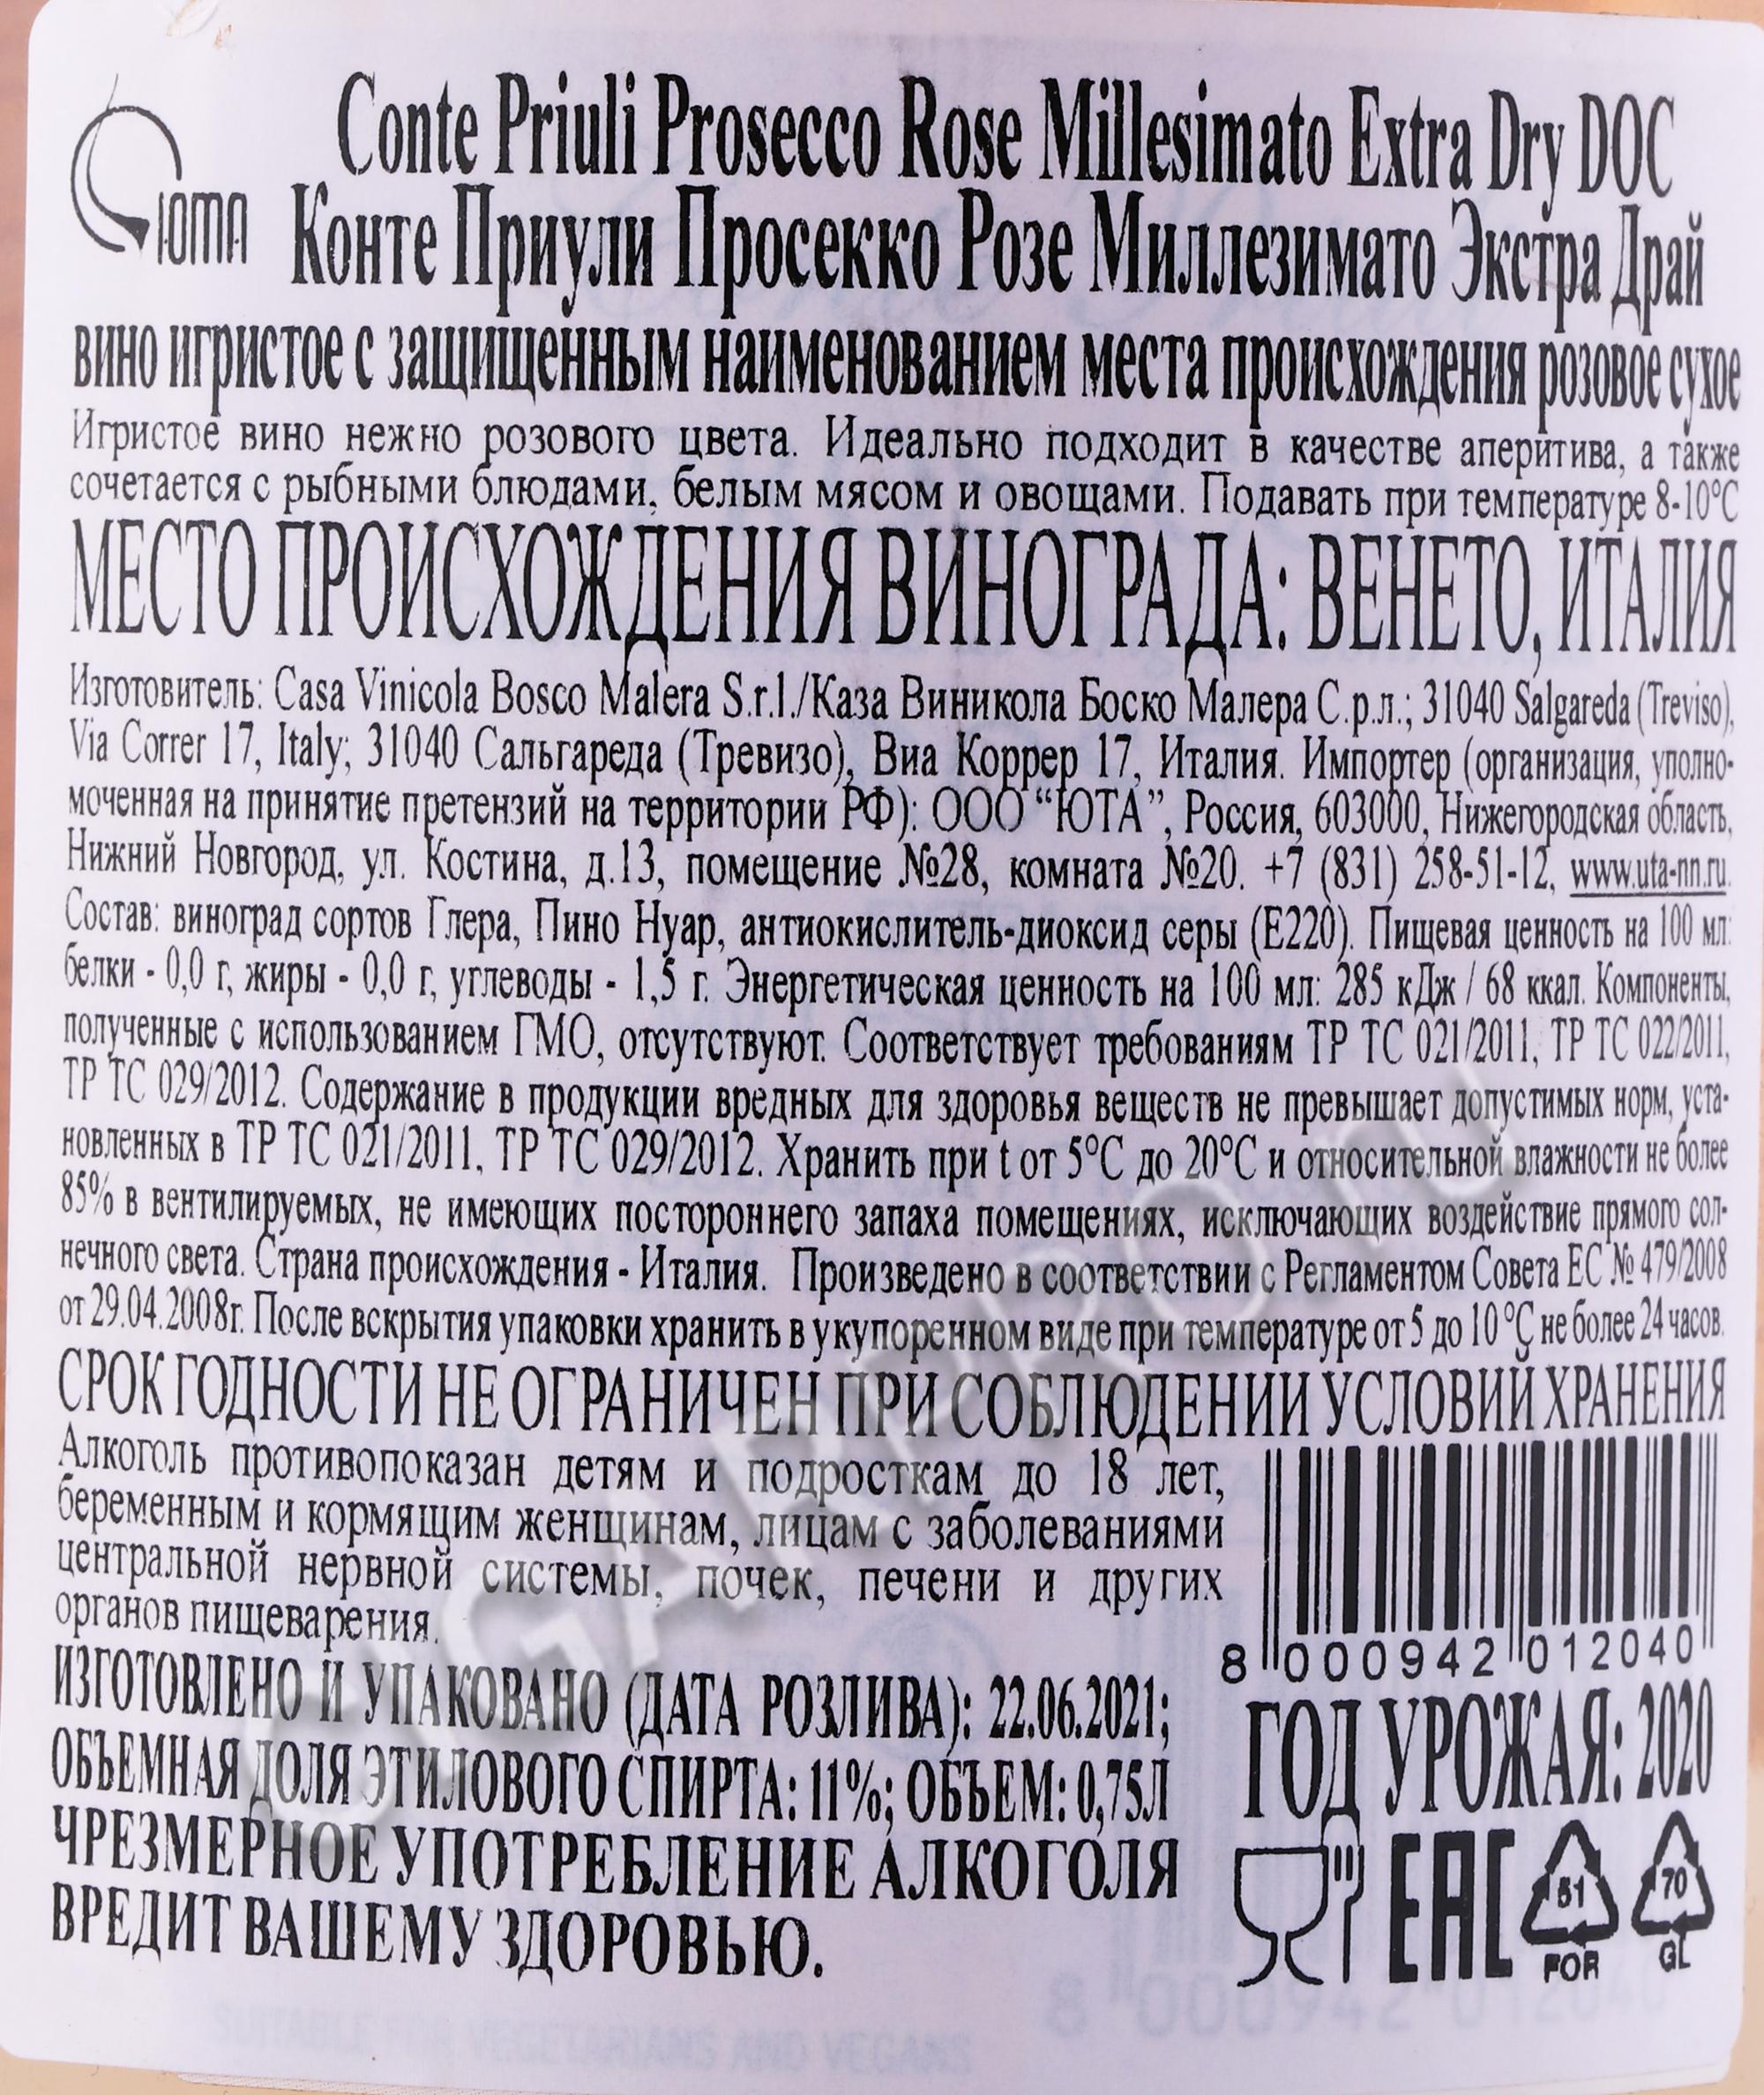 Conte Priuli Prosecco Rose Millesimato Extra Dry DOC
GIOMA
Конте Приули Просекко Розе Миллезимато Экстра Драй
вино игристое с защищенным наименованием места происхождения розовое сухое
Игристое вино нежно розового цвета. Идеально подходит в качестве аперитива, а также
сочетается с рыбными блюдами, белым мясом и овощами. Подавать при температуре 8-10°С
МЕСТО ПРОИСХОЖДЕНИЯ ВИНОГРАДА: ВЕНЕТО, ИТАЛИЯ
Изготовитель: Casa Vinicola Bosco Malera S.r.l./Каза Виникола Боско Малера С.р.л.; 31040 Salgareda (Treviso),
Via Correr 17, Italy; 31040 Сальгареда (Тревизо), Виа Коррер 17, Италия. Импортер (организация, уполно-
моченная на принятие претензий на территории РФ): ООО “ЮТА”, Россия, 603000, Нижегородская область,
Нижний Новгород, ул. Костина, д.13, помещение №28, комната №20. +7 (831) 258-51-12, www.uta-nn.ru.
Состав: виноград сортов Глера, Пино Нуар, антиокислитель-диоксид серы (Е220). Пищевая ценность на 100 мл:
белки - 0,0 г, жиры - 0,0 г, углеводы - 1,5 г. Энергетическая ценность на 100 мл: 285 кДж / 68 ккал. Компоненты,
полученные с использованием ГМО, отсутствуют. Соответствует требованиям ТР ТС 021/2011, ТР ТС 022/2011,
ТР ТС 029/2012. Содержание в продукции вредных для здоровья веществ не превышает допустимых норм, уста-
новленных в ТР ТС 021/2011, ТР ТС 029/2012. Хранить при t от 5°С до 20°С и относительной влажности не более
85% в вентилируемых, не имеющих постороннего запаха помещениях, исключающих воздействие прямого сол-
нечного света. Страна происхождения - Италия. Произведено в соответствии с Регламентом Совета ЕС № 479/2008
от 29.04.2008г. После вскрытия упаковки хранить в укупоренном виде при температуре от 5 до 10 °С не более 24 часов.
СРОК ГОДНОСТИ НЕ ОГРАНИЧЕН ПРИ СОБЛЮДЕНИИ УСЛОВИЙ ХРАНЕНИЯ
Алкоголь противопоказан детям и подросткам до 18 лет,
беременным и кормящим женщинам, лицам с заболеваниями
центральной нервной системы, почек, печени и других
органов пищеварения.
8 000942 012040
ИЗГОТОВЛЕНО И УПАКОВАНО (ДАТА РОЗЛИВА): 22.06.2021;
ОБЪЕМНАЯ ДОЛЯ ЭТИЛОВОГО СПИРТА: 11%; ОБЪЕМ: 0,75Л
ЧРЕЗМЕРНОЕ УПОТРЕБЛЕНИЕ АЛКОГОЛЯ
ВРЕДИТ ВАШЕМУ ЗДОРОВЬЮ.
ГОД УРОЖАЯ: 2020
EAC
51
FOR
70
GL
CIGARPRO.ru
8 000942 012040
SUITABLE FOR VEGETARIANS AND VEGANS